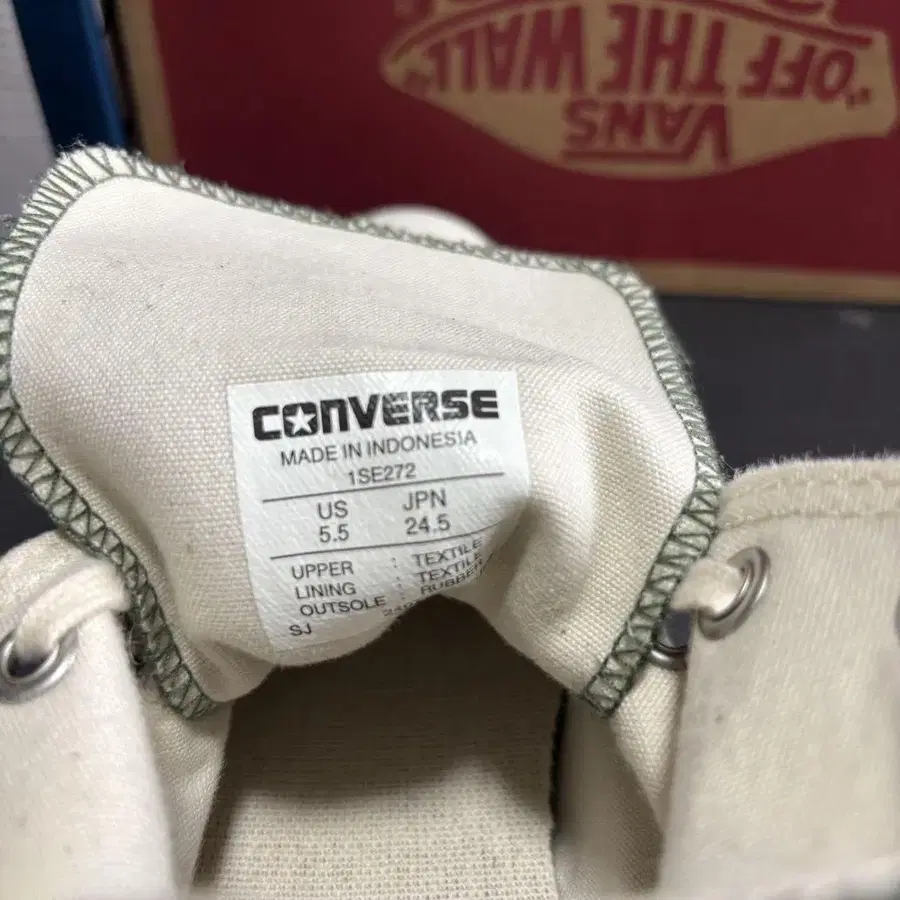 "OFF THE WALL"
VANS
CONVERSE
MADE IN INDONESIA
1SE272
US JPN
5.5 24.5
UPPER : TEXTILE
LINING : TEXTILE
OUTSOLE : RUBBER
SJ